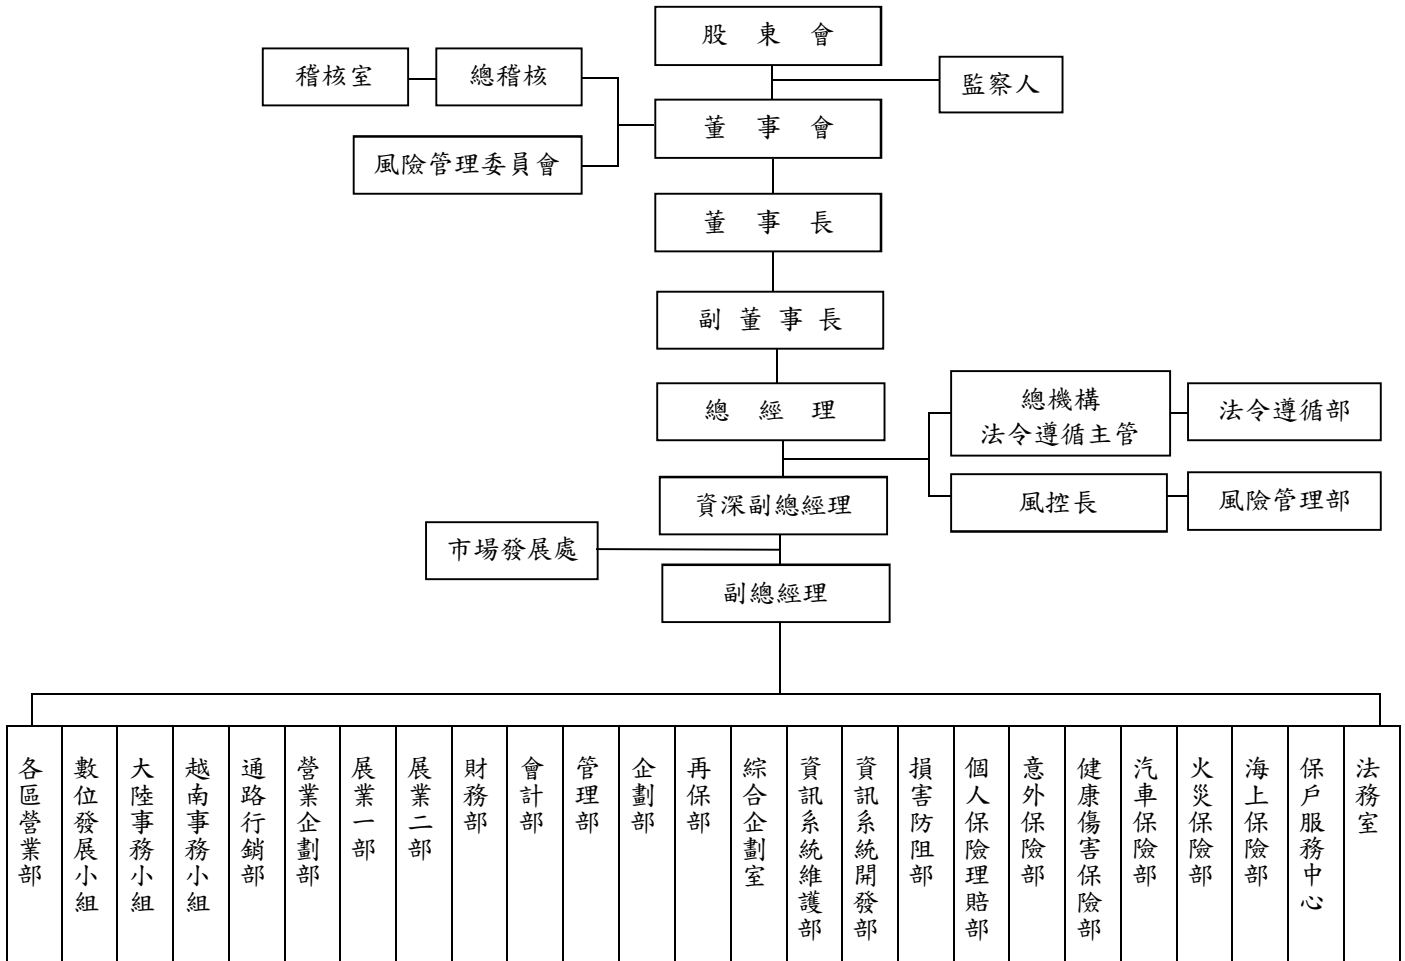 股東會
稽核室
總稽核
監察人
董事會
風險管理委員會
董事長
副董事長
總經理
總機構
法令遵循主管
法令遵循部
資深副總經理
風控長
風險管理部
市場發展處
副總經理
各區營業部
數位發展小組
大陸事務小組
越南事務小組
通路行銷部
營業企劃部
展業一部
展業二部
財務部
會計部
管理部
企劃部
再保部
綜合企劃室
資訊系統維護部
資訊系統開發部
損害防阻部
個人保險理賠部
意外保險部
健康傷害保險部
汽車保險部
火災保險部
海上保險部
保戶服務中心
法務室